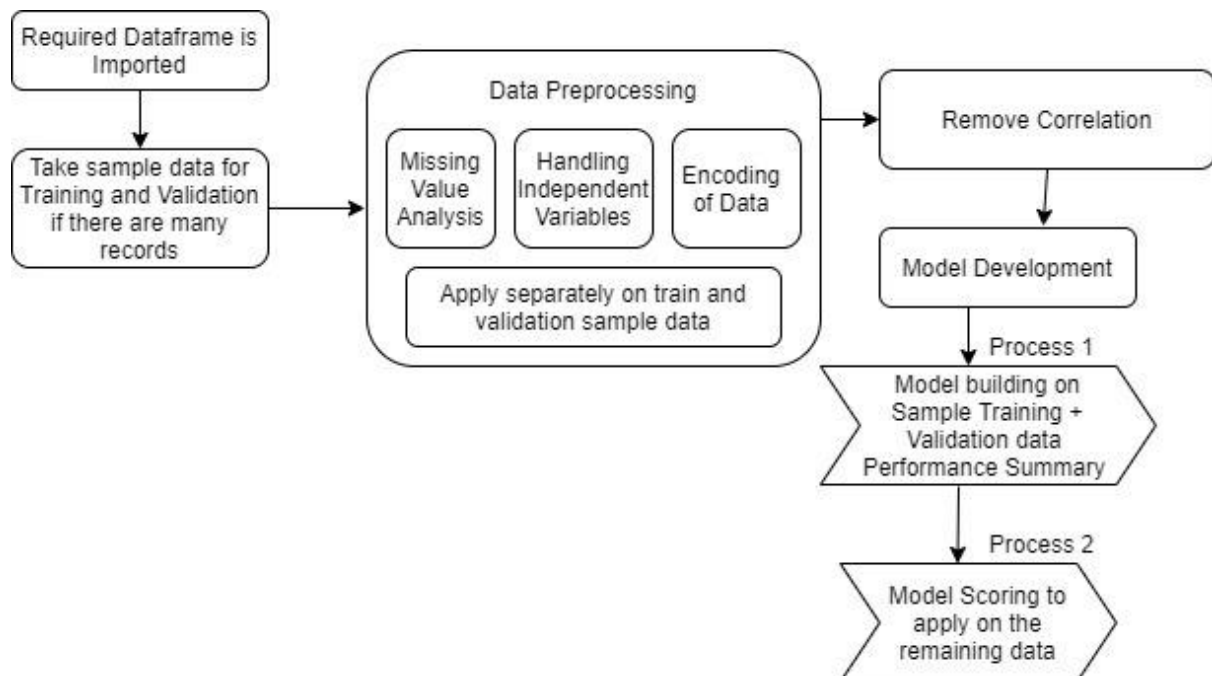 Required Dataframe is
Imported
Take sample data for
Training and Validation
if there are many
records
Data Preprocessing
Missing
Value
Analysis
Handling
Independent
Variables
Encoding
of Data
Apply separately on train and
validation sample data
Remove Correlation
Model Development
Process 1
Model building on
Sample Training +
Validation data
Performance Summary
Process 2
Model Scoring to
apply on the
remaining data